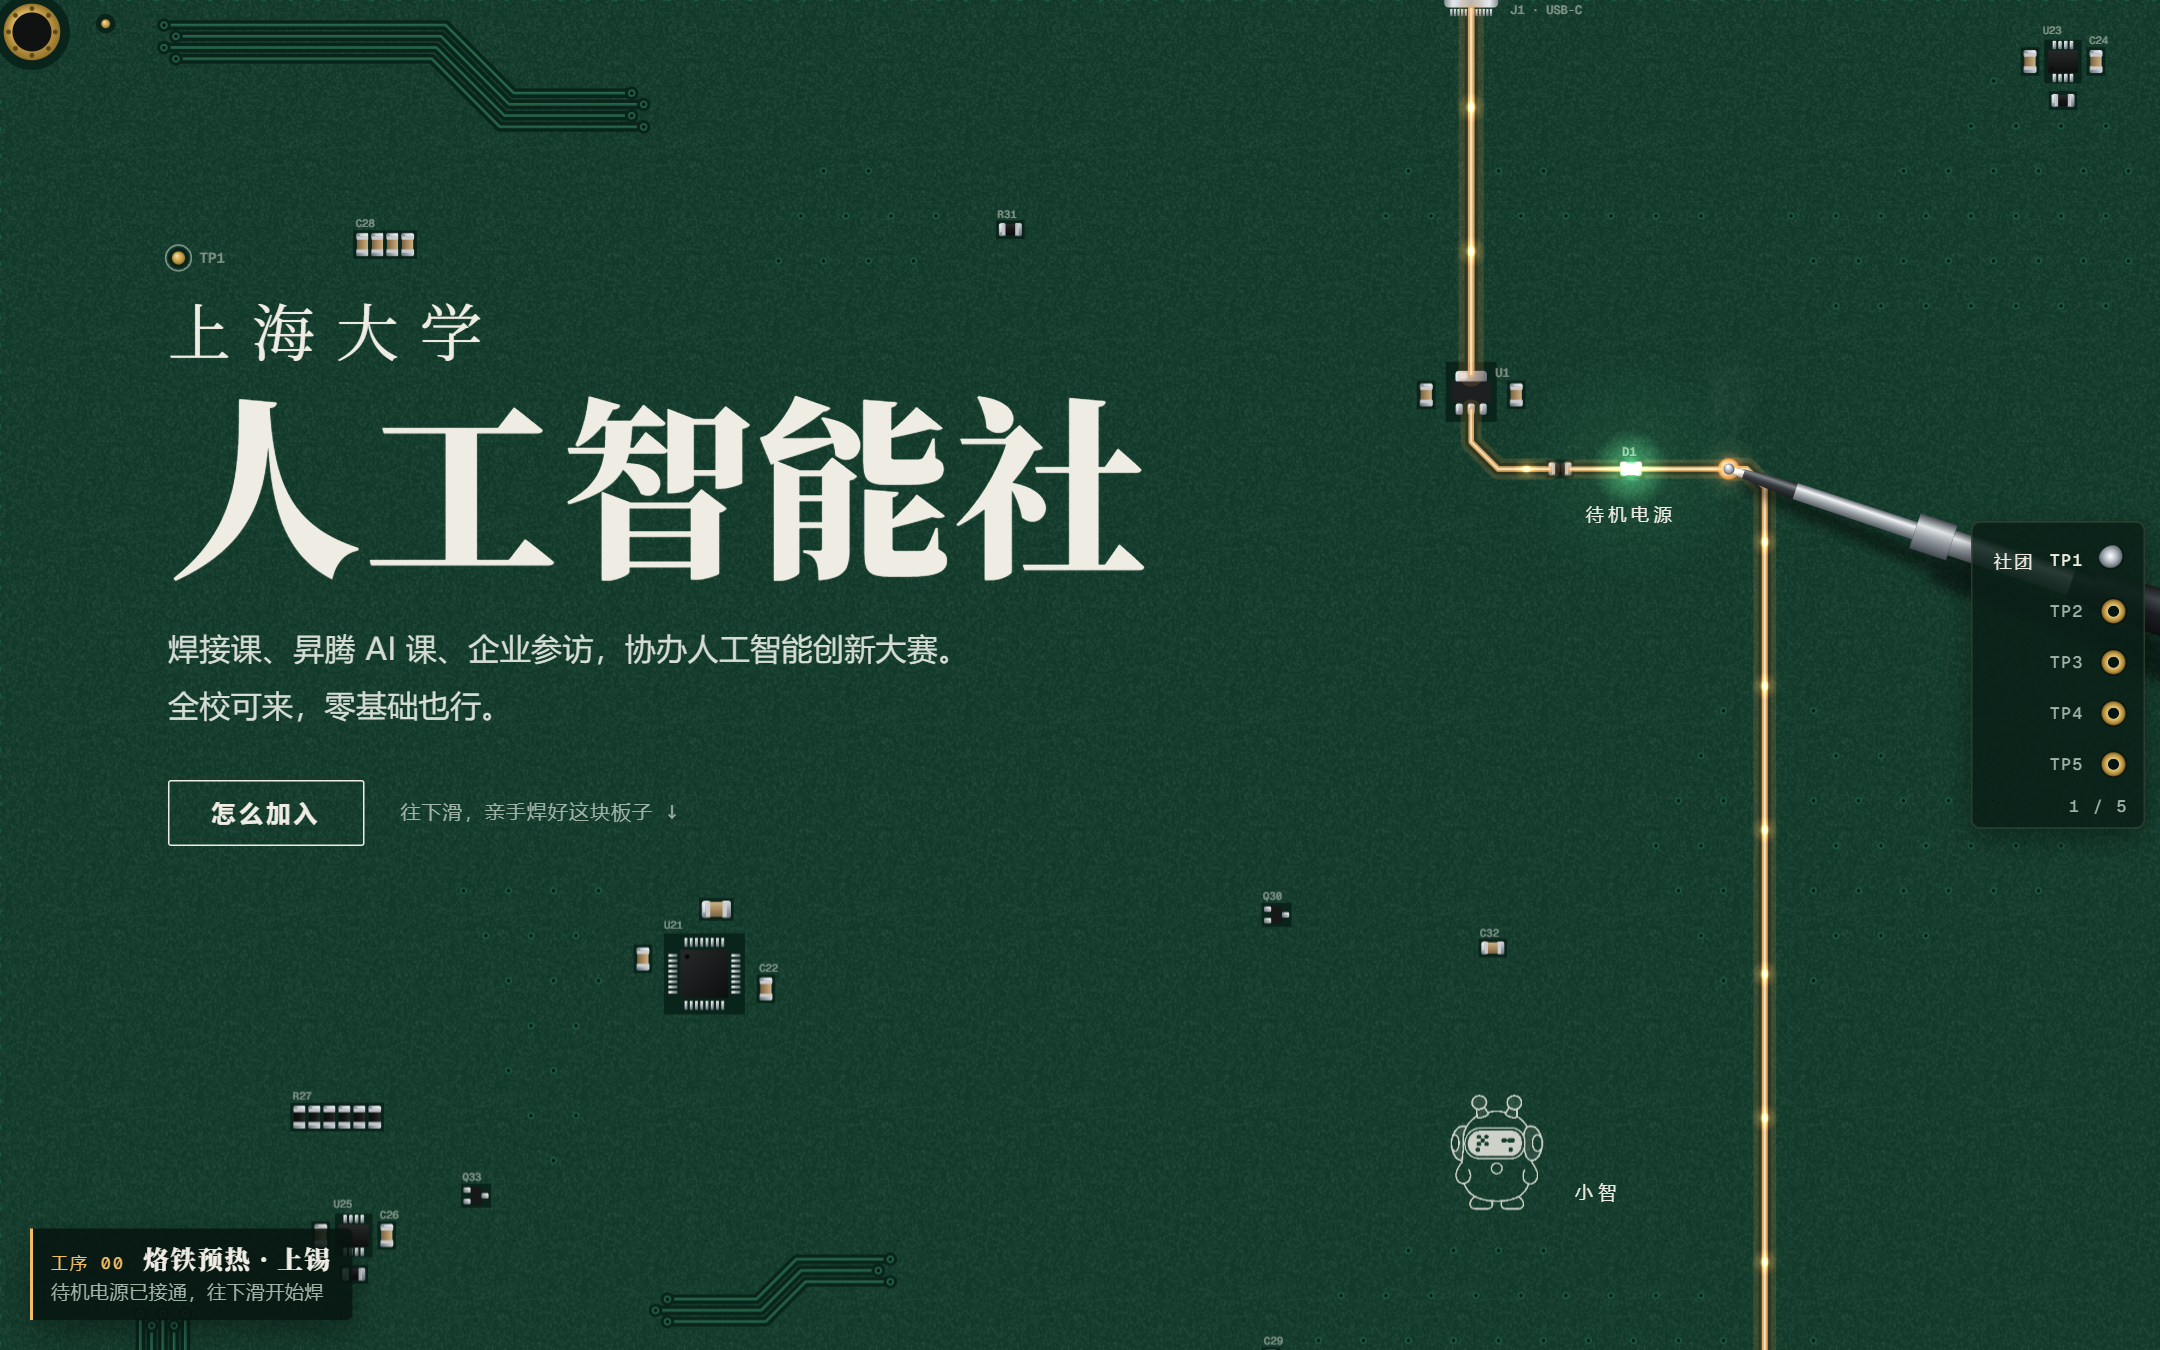 J1 · USB-C
U23
C24
C28
R31
TP1
上海大学
人工智能社
U1
D1
待机电源
社团 TP1
TP2
TP3
TP4
TP5
1 / 5
焊接课、昇腾 AI 课、企业参访，协办人工智能创新大赛。
全校可来，零基础也行。
怎么加入
往下滑，亲手焊好这块板子 ↓
Q30
U21
C32
C22
R27
Q33
小智
U25
C26
工序 00 烙铁预热·上锡
待机电源已接通，往下滑开始焊
C29